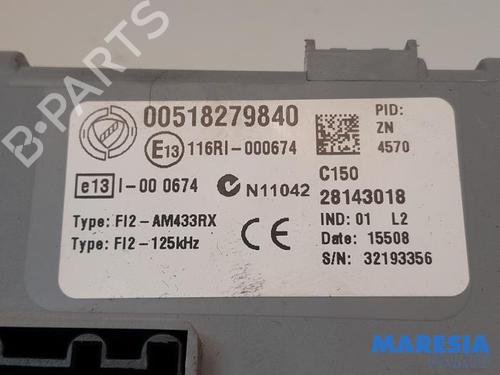 00518279840
PID:
ZN
4570
E13 116RI-000674
e13 I-00 0674
N11042
C150
28143018
Type: FI2-AM433RX
IND: 01 L2
Type: FI2-125kHz
Date: 15508
S/N: 32193356
B-PARTS
MARESIA